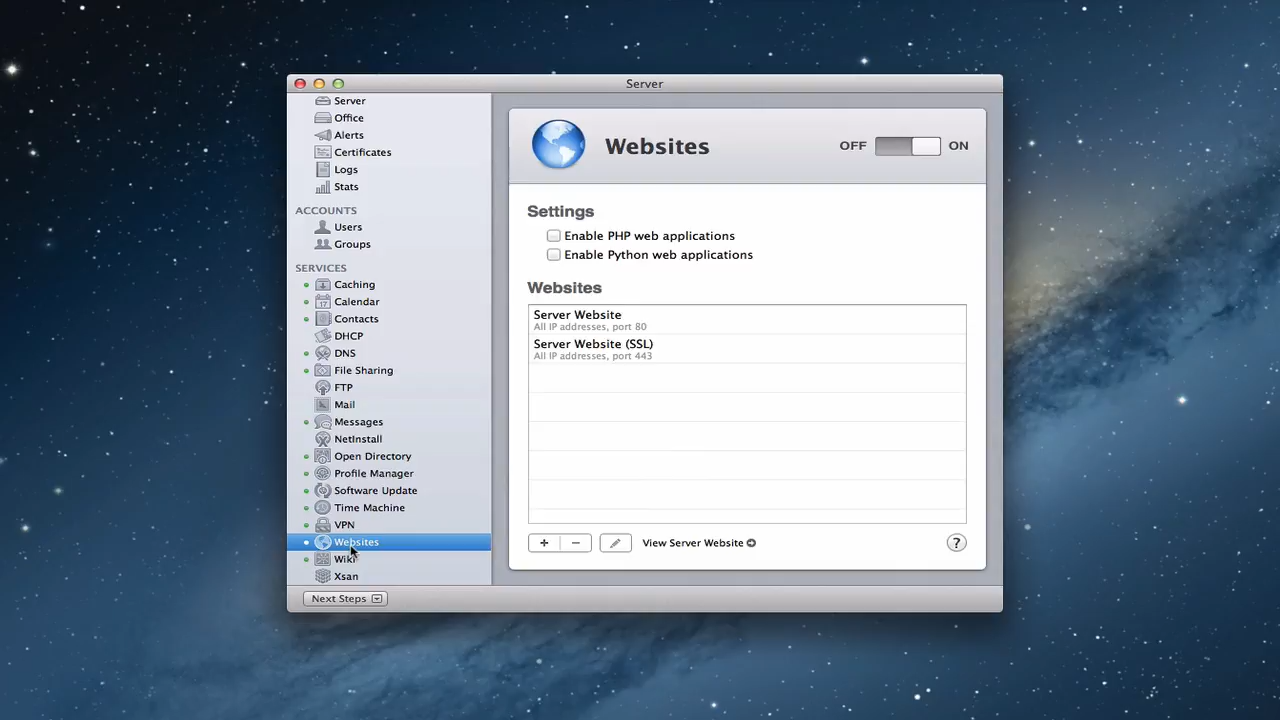 Server
Server
Office
Alerts
Certificates
Logs
Stats
ACCOUNTS
Users
Groups
SERVICES
Caching
17 Calendar
Contacts
DHCP
DNS
File Sharing
FTP
Mail
Messages
NetInstall
Open Directory
Profile Manager
Software Update
Time Machine
VPN
Websites
Wiki
Xsan
Next Steps
Websites
OFF ON
Settings
Enable PHP web applications
Enable Python web applications
Websites
Server Website
All IP addresses, port 80
Server Website (SSL)
All IP addresses, port 443
+ − View Server Website ?